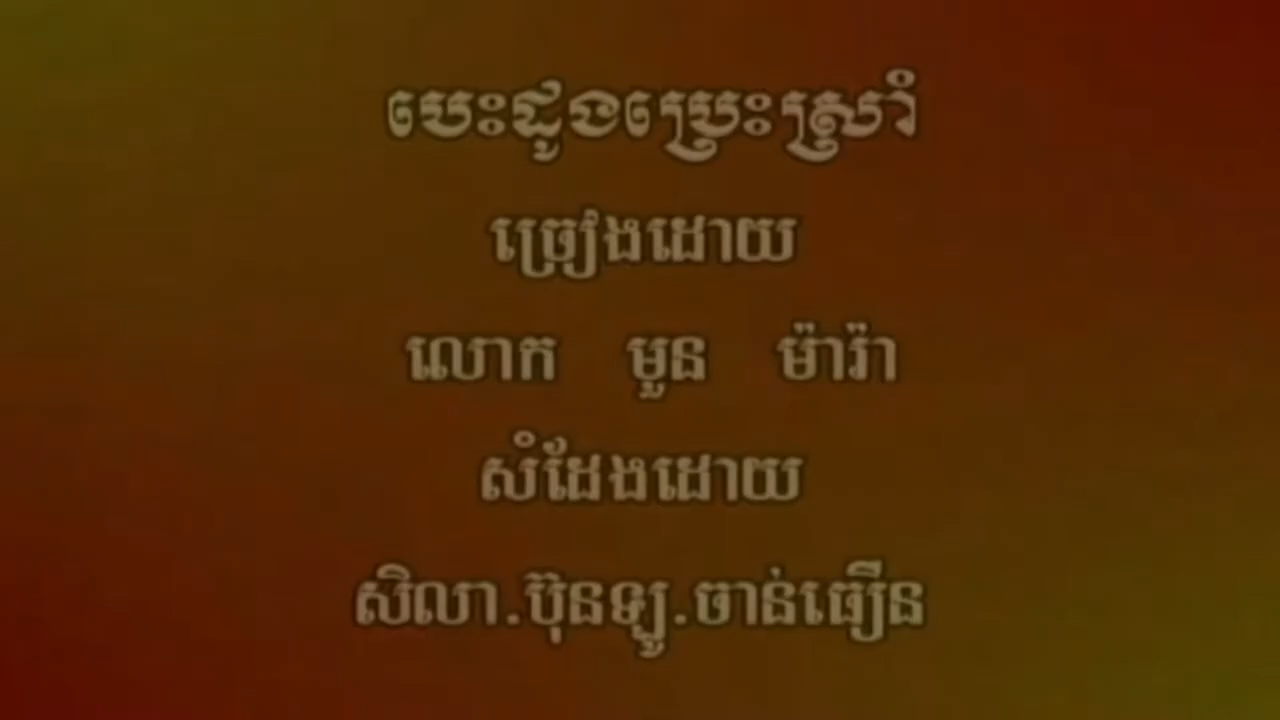 បេះដូងប្រេះស្រាំ
ច្រៀងដោយ
លោក មួន ម៉ារ៉ា
សំដែងដោយ
សិលា.ប៊ុនឡូ.ចាន់ធឿន